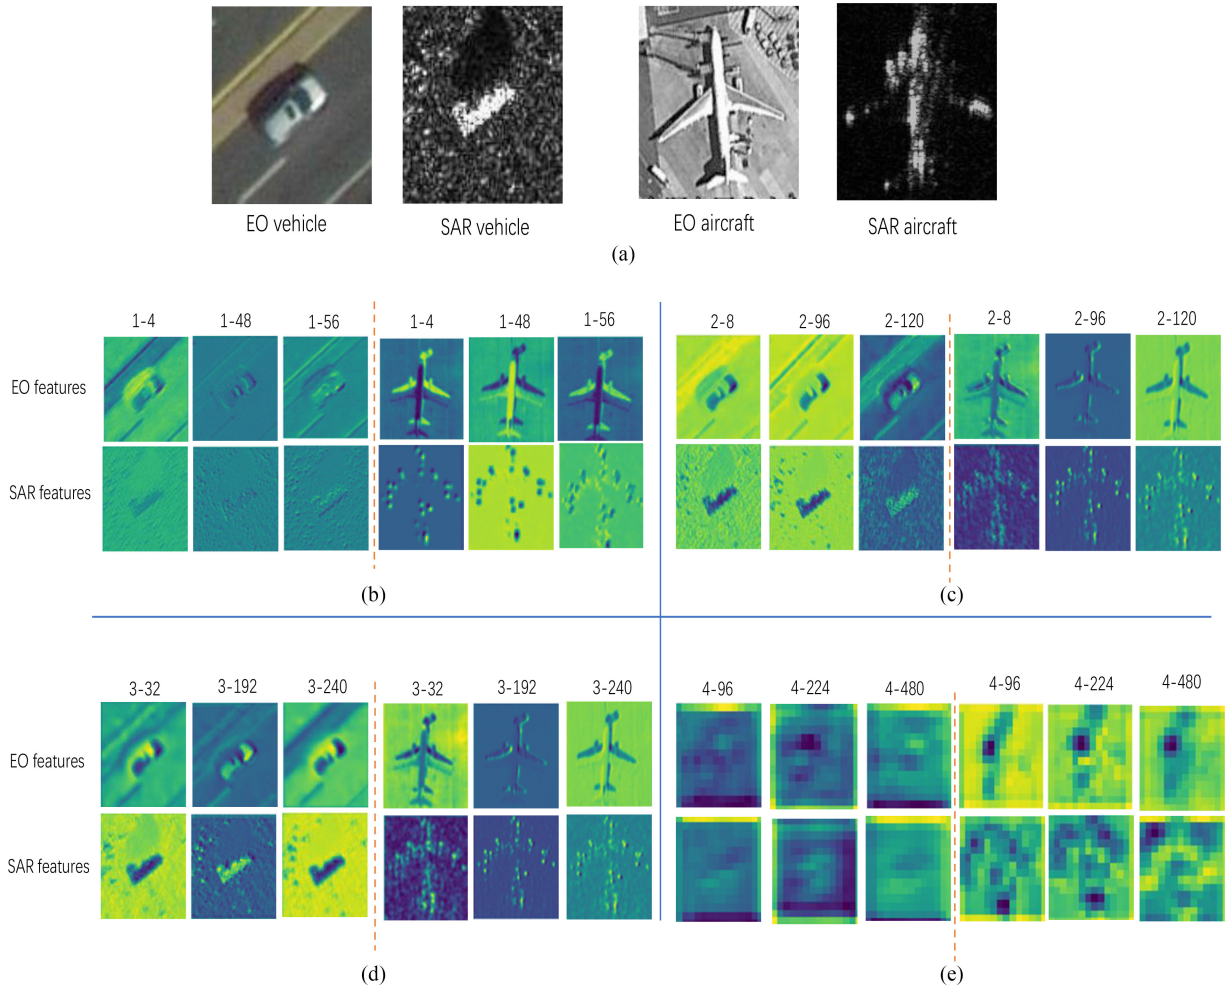 EO vehicle SAR vehicle EO aircraft SAR aircraft
(a)
1-4 1-48 1-56 1-4 1-48 1-56
EO features
SAR features
(b)
2-8 2-96 2-120 2-8 2-96 2-120
(c)
3-32 3-192 3-240 3-32 3-192 3-240
EO features
SAR features
(d)
4-96 4-224 4-480 4-96 4-224 4-480
(e)